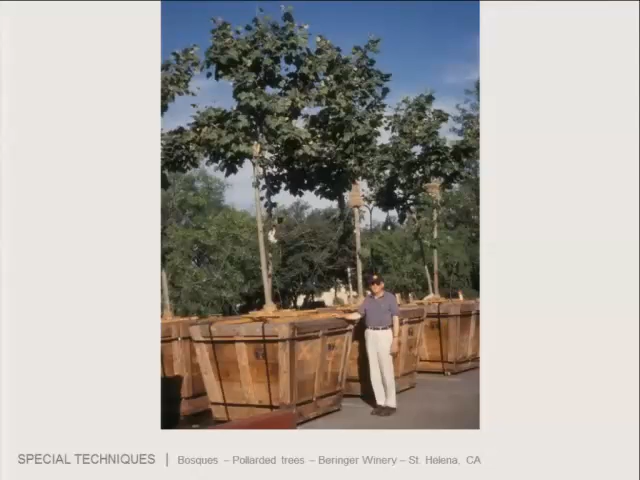 SPECIAL TECHNIQUES | Bosques – Pollarded trees – Beringer Winery – St. Helena, CA